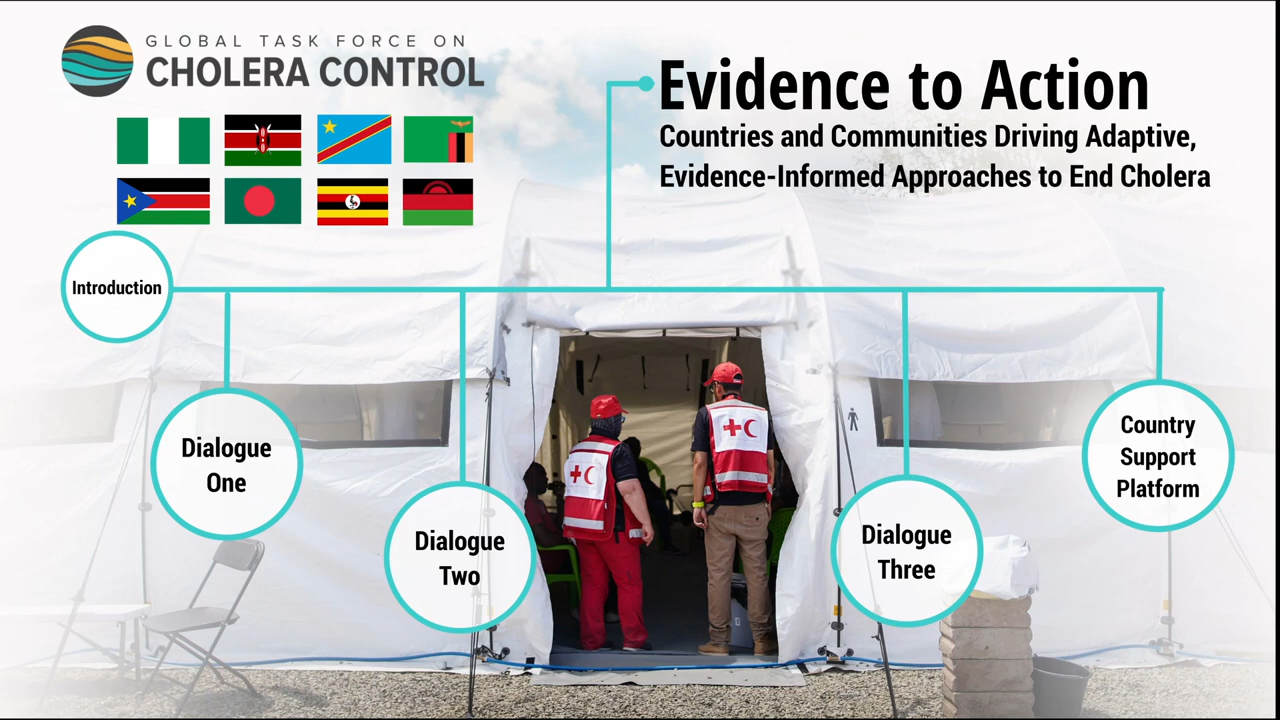 GLOBAL TASK FORCE ON
CHOLERA CONTROL
Evidence to Action
Countries and Communities Driving Adaptive,
Evidence-Informed Approaches to End Cholera
Introduction
Dialogue
One
Dialogue
Two
Dialogue
Three
Country
Support
Platform